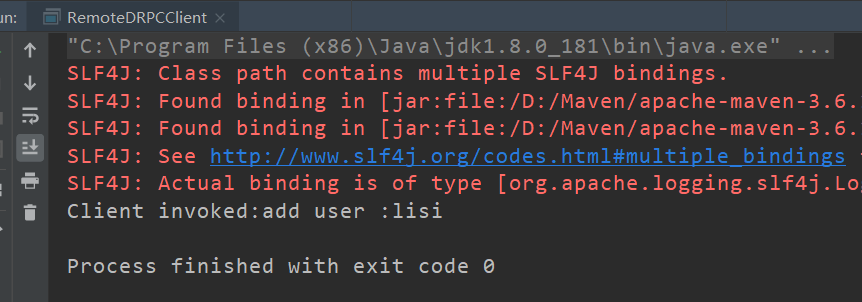 un: RemoteDRPCClient ×
"C:\Program Files (x86)\Java\jdk1.8.0_181\bin\java.exe" ...
SLF4J: Class path contains multiple SLF4J bindings.
SLF4J: Found binding in [jar:file:/D:/Maven/apache-maven-3.6.
SLF4J: Found binding in [jar:file:/D:/Maven/apache-maven-3.6.
SLF4J: See http://www.slf4j.org/codes.html#multiple_bindings
SLF4J: Actual binding is of type [org.apache.logging.slf4j.Lo
Client invoked:add user :lisi
Process finished with exit code 0